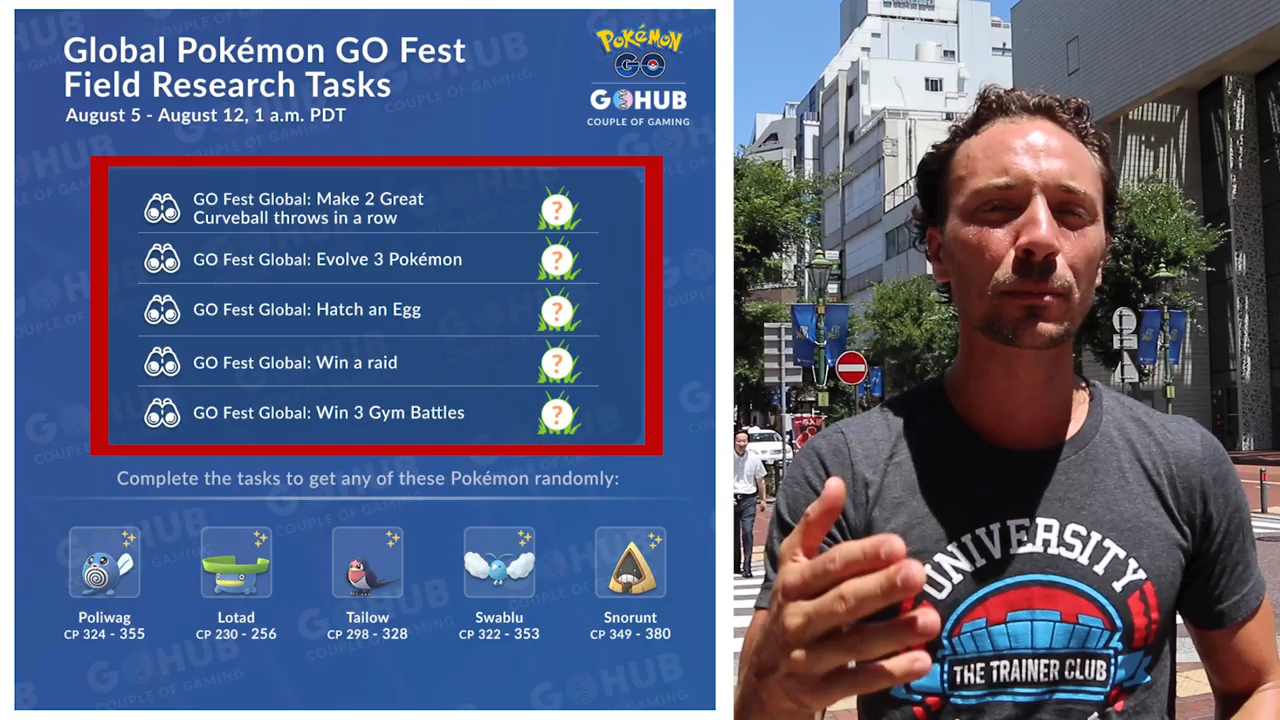 Global Pokémon GO Fest
Field Research Tasks
August 5 - August 12, 1 a.m. PDT
POKÉMON
GO
GOHUB
COUPLE OF GAMING
GO Fest Global: Make 2 Great
Curveball throws in a row
?
GO Fest Global: Evolve 3 Pokémon
?
GO Fest Global: Hatch an Egg
?
GO Fest Global: Win a raid
?
GO Fest Global: Win 3 Gym Battles
?
Complete the tasks to get any of these Pokémon randomly:
Poliwag
CP 324 - 355
Lotad
CP 230 - 256
Tailow
CP 298 - 328
Swablu
CP 322 - 353
Snorunt
CP 349 - 380
UNIVERSITY
THE TRAINER CLUB